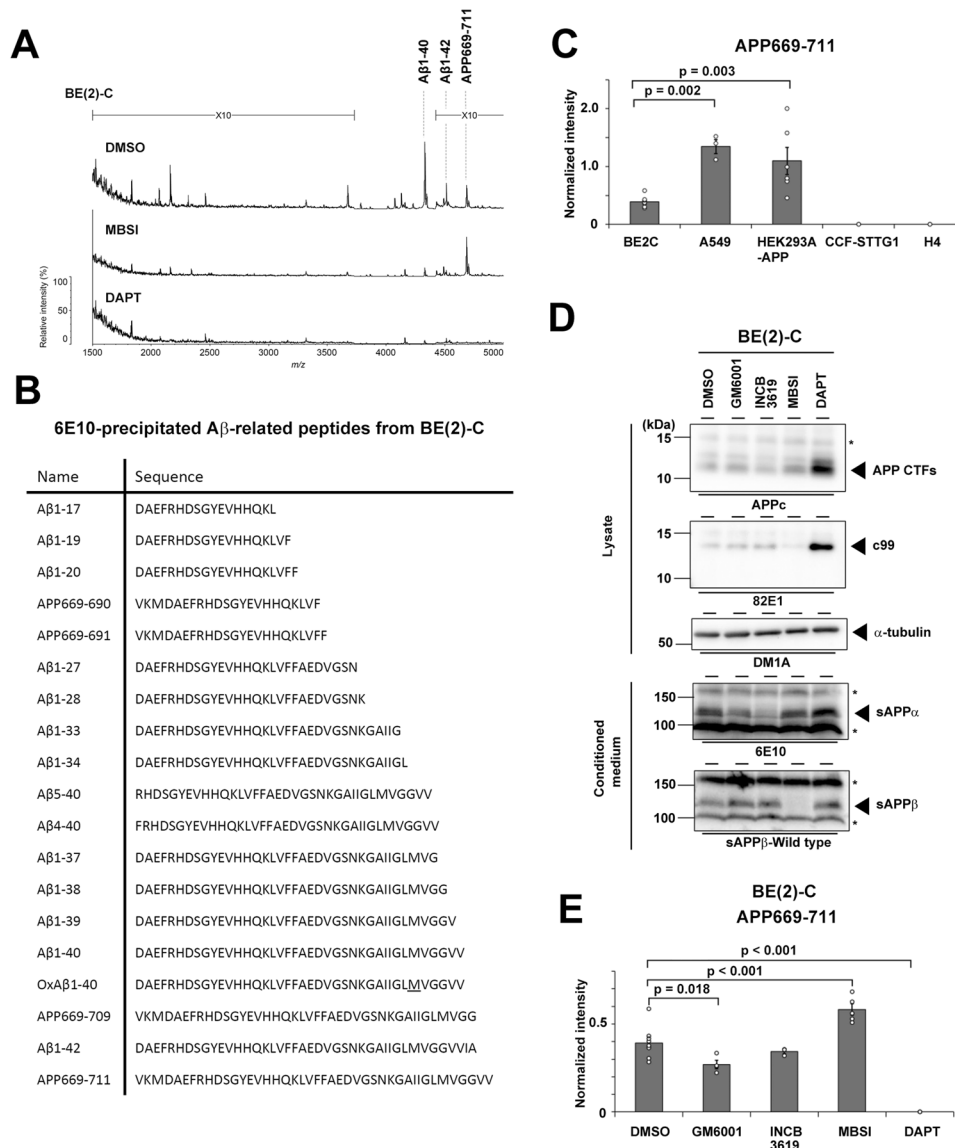 A
BE(2)-C
Aβ1-40
Aβ1-42
APP669-711
X10
X10
DMSO
MBSI
DAPT
Relative intensity (%)
100
50
0
1500
2000
3000
3500
4000
4500
5000
m/z
B
6E10-precipitated Aβ-related peptides from BE(2)-C
Name Sequence
Aβ1-17 DAEFRHDSGYEVHHQKL
Aβ1-19 DAEFRHDSGYEVHHQKLVF
Aβ1-20 DAEFRHDSGYEVHHQKLVFF
APP669-690 VKMDAEFRHDSGYEVHHQKLVF
APP669-691 VKMDAEFRHDSGYEVHHQKLVFF
Aβ1-27 DAEFRHDSGYEVHHQKLVFFAEDVGSN
Aβ1-28 DAEFRHDSGYEVHHQKLVFFAEDVGSNK
Aβ1-33 DAEFRHDSGYEVHHQKLVFFAEDVGSNKGAIIG
Aβ1-34 DAEFRHDSGYEVHHQKLVFFAEDVGSNKGAIIGL
Aβ5-40 RHDSGYEVHHQKLVFFAEDVGSNKGAIIGLMVGGVV
Aβ4-40 FRHDSGYEVHHQKLVFFAEDVGSNKGAIIGLMVGGVV
Aβ1-37 DAEFRHDSGYEVHHQKLVFFAEDVGSNKGAIIGLMVG
Aβ1-38 DAEFRHDSGYEVHHQKLVFFAEDVGSNKGAIIGLMVGG
Aβ1-39 DAEFRHDSGYEVHHQKLVFFAEDVGSNKGAIIGLMVGGV
Aβ1-40 DAEFRHDSGYEVHHQKLVFFAEDVGSNKGAIIGLMVGGVV
OxAβ1-40 DAEFRHDSGYEVHHQKLVFFAEDVGSNKGAIIGLMVGGVV
APP669-709 VKMDAEFRHDSGYEVHHQKLVFFAEDVGSNKGAIIGLMVGG
Aβ1-42 DAEFRHDSGYEVHHQKLVFFAEDVGSNKGAIIGLMVGGVVIA
APP669-711 VKMDAEFRHDSGYEVHHQKLVFFAEDVGSNKGAIIGLMVGGVV
C
APP669-711
p = 0.003
p = 0.002
Normalized intensity
2.0
1.0
0
BE2C A549 HEK293A CCF-STTG1 H4
-APP
D
BE(2)-C
DMSO
GM6001
INCB
3619
MBSI
DAPT
(kDa)
15
10
*
APP CTFs
APPc
15
10
c99
82E1
50
α-tubulin
DM1A
Lysate
150
100
*
sAPPα
*
6E10
150
100
*
sAPPβ
*
sAPPβ-Wild type
Conditioned
medium
E
BE(2)-C
APP669-711
p < 0.001
p < 0.001
p = 0.018
Normalized intensity
0.5
0
DMSO GM6001 INCB MBSI DAPT
3619